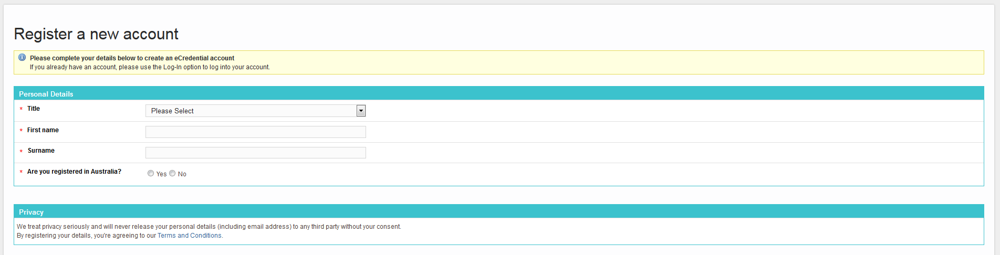 Register a new account
Please complete your details below to create an eCredential account
If you already have an account, please use the Log-In option to log into your account.
Personal Details
* Title
Please Select
* First name
* Surname
* Are you registered in Australia?
Yes No
Privacy
We treat privacy seriously and will never release your personal details (including email address) to any third party without your consent.
By registering your details, you're agreeing to our Terms and Conditions.